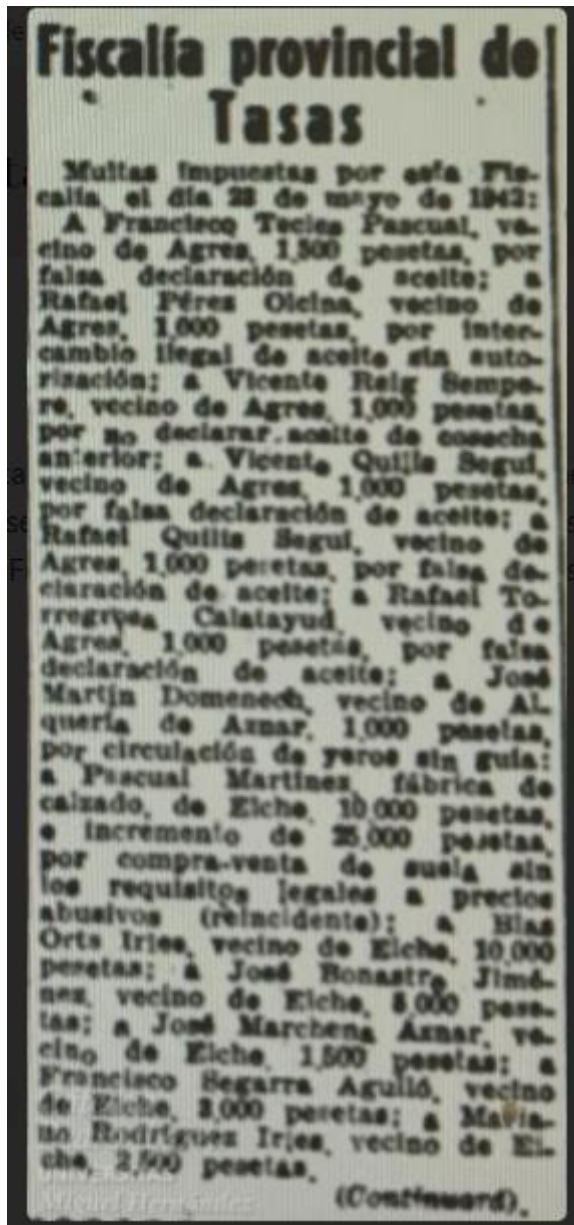 Fiscalía provincial de
Tasas
Multas impuestas por esta Fis-
calía, el día 23 de mayo de 1942:
A Francisco Tecles Pascual, ve-
cino de Agres, 1,500 pesetas, por
falsa declaración de aceite; a
Rafael Pérez Olcina, vecino de
Agres, 1,000 pesetas, por inter-
cambio ilegal de aceite sin auto-
rización; a Vicente Reig Sempe-
re, vecino de Agres, 1,000 pesetas,
por no declarar aceite de cosecha
anterior; a Vicente Quilis Seguí,
vecino de Agres, 1,000 pesetas,
por falsa declaración de aceite; a
Rafael Quilis Seguí, vecino de
Agres, 1,000 pesetas, por falsa de-
claración de aceite; a Rafael To-
rregrosa Calatayud, vecino de
Agres, 1,000 pesetas, por falsa
declaración de aceite; a José
Martín Domenech, vecino de Al-
quería de Aznar, 1,000 pesetas,
por circulación de yeros sin guía;
a Pascual Martínez, fábrica de
calzado, de Elche, 10,000 pesetas,
e incremento de 25,000 pesetas,
por compra-venta de suela sin
los requisitos legales a precios
abusivos (reincidente); a Blas
Orts Iries, vecino de Elche, 10,000
pesetas; a José Bonastre Jimé-
nez, vecino de Elche, 5,000 pese-
tas; a José Marchena Aznar, ve-
cino de Elche, 1,500 pesetas; a
Francisco Segarra Agulló, vecino
de Elche, 3,000 pesetas; a Maria-
no Rodríguez Iries, vecino de El-
che, 2,500 pesetas.
(Continuará).
UNIVERSITAS
Miguel Hernández